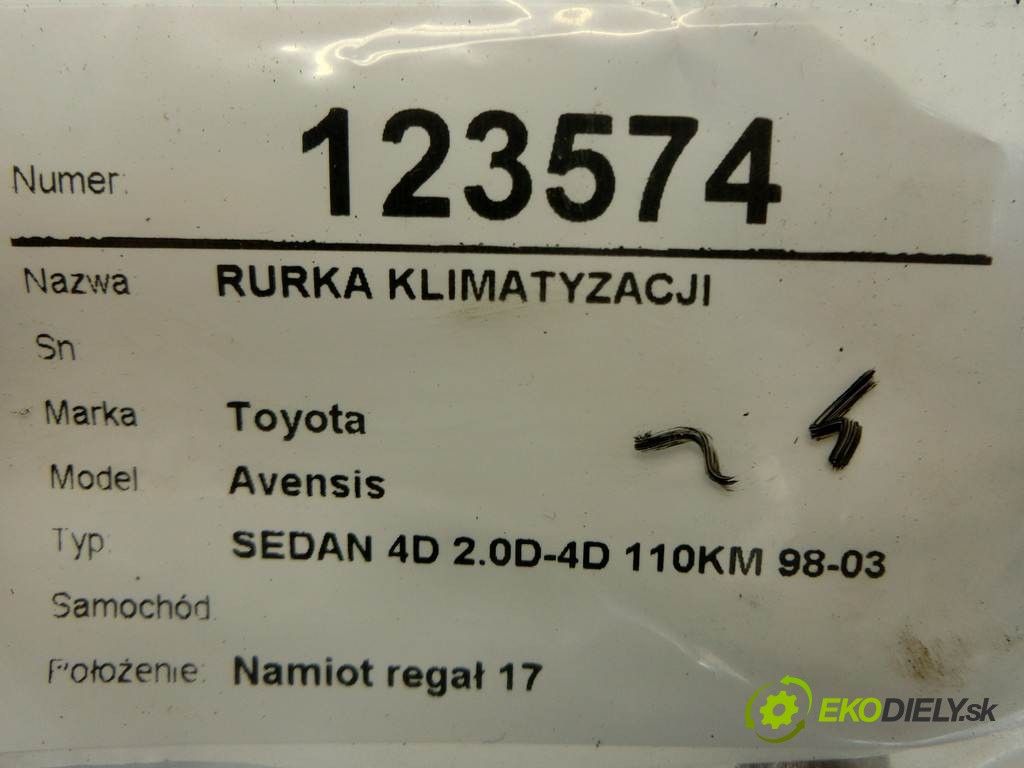 Numer: 123574
Nazwa RURKA KLIMATYZACJI
Sn
Marka Toyota
Model Avensis
Typ: SEDAN 4D 2.0D-4D 110KM 98-03
Samochód
Położenie: Namiot regał 17
EKODIELY.sk